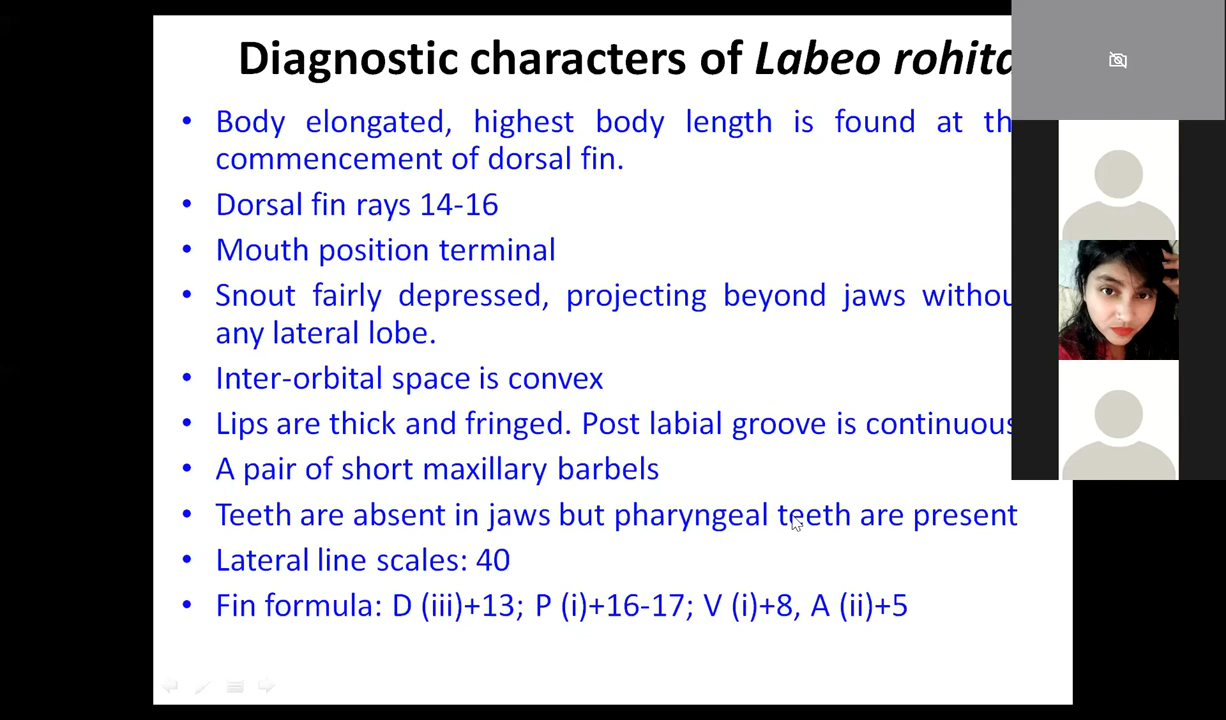 Diagnostic characters of Labeo rohita
• Body elongated, highest body length is found at th
commencement of dorsal fin.
• Dorsal fin rays 14-16
• Mouth position terminal
• Snout fairly depressed, projecting beyond jaws withou
any lateral lobe.
• Inter-orbital space is convex
• Lips are thick and fringed. Post labial groove is continuous
• A pair of short maxillary barbels
• Teeth are absent in jaws but pharyngeal teeth are present
• Lateral line scales: 40
• Fin formula: D (iii)+13; P (i)+16-17; V (i)+8, A (ii)+5